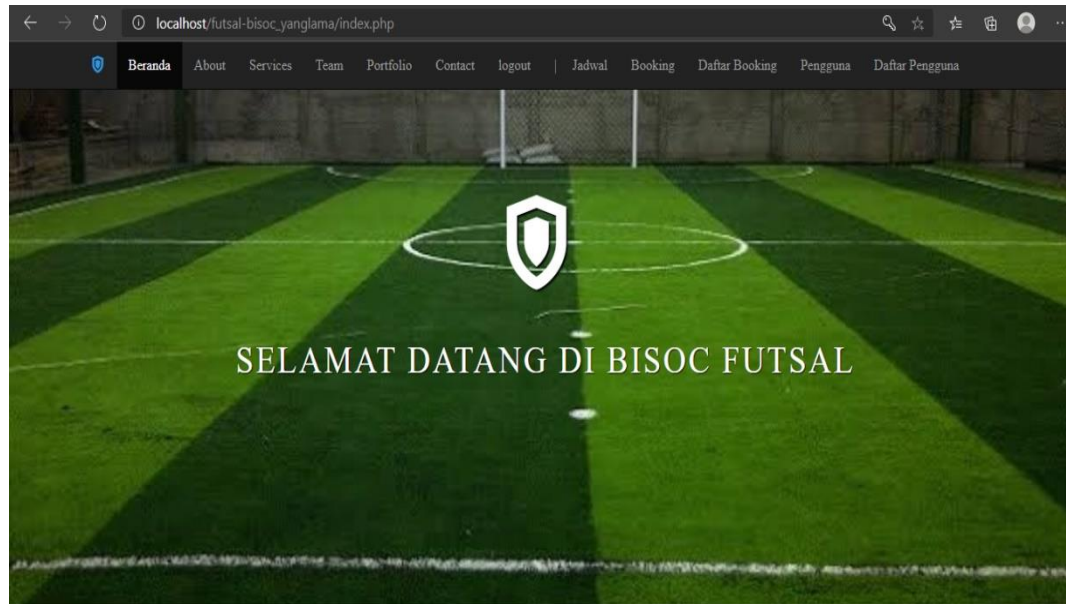 localhost/futsal-bisoc_yanglama/index.php
Beranda About Services Team Portfolio Contact logout | Jadwal Booking Daftar Booking Pengguna Daftar Pengguna
SELAMAT DATANG DI BISOC FUTSAL